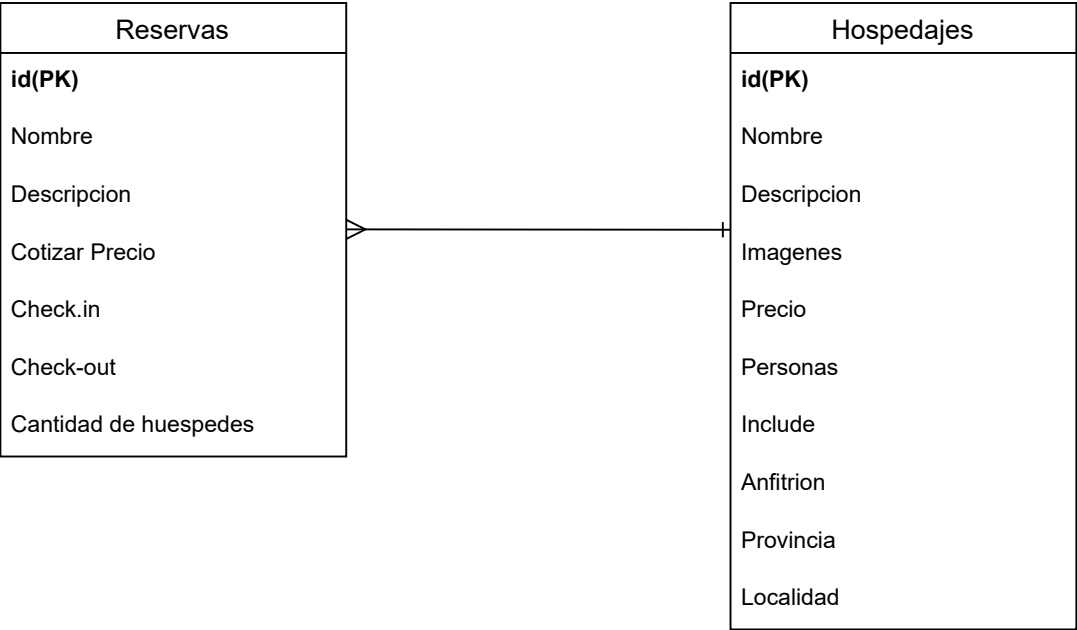 Reservas
id(PK)
Nombre
Descripcion
Cotizar Precio
Check.in
Check-out
Cantidad de huespedes
Hospedajes
id(PK)
Nombre
Descripcion
Imagenes
Precio
Personas
Include
Anfitrion
Provincia
Localidad